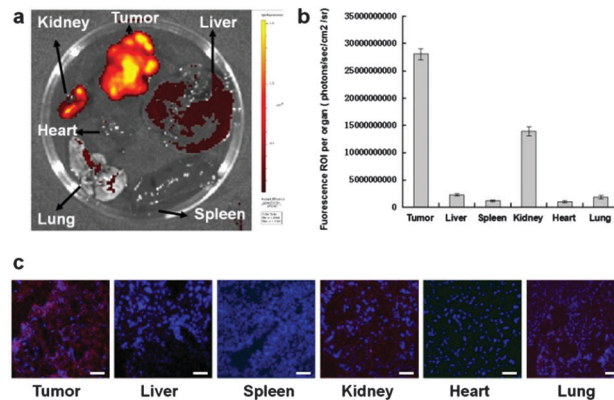 a
Kidney
Tumor
Liver
Heart
Lung
Spleen
b
Fluorescence ROI per organ ( photons/sec/cm2 /sr)
35000000000
30000000000
25000000000
20000000000
15000000000
10000000000
5000000000
0
Tumor Liver Spleen Kidney Heart Lung
c
Tumor Liver Spleen Kidney Heart Lung